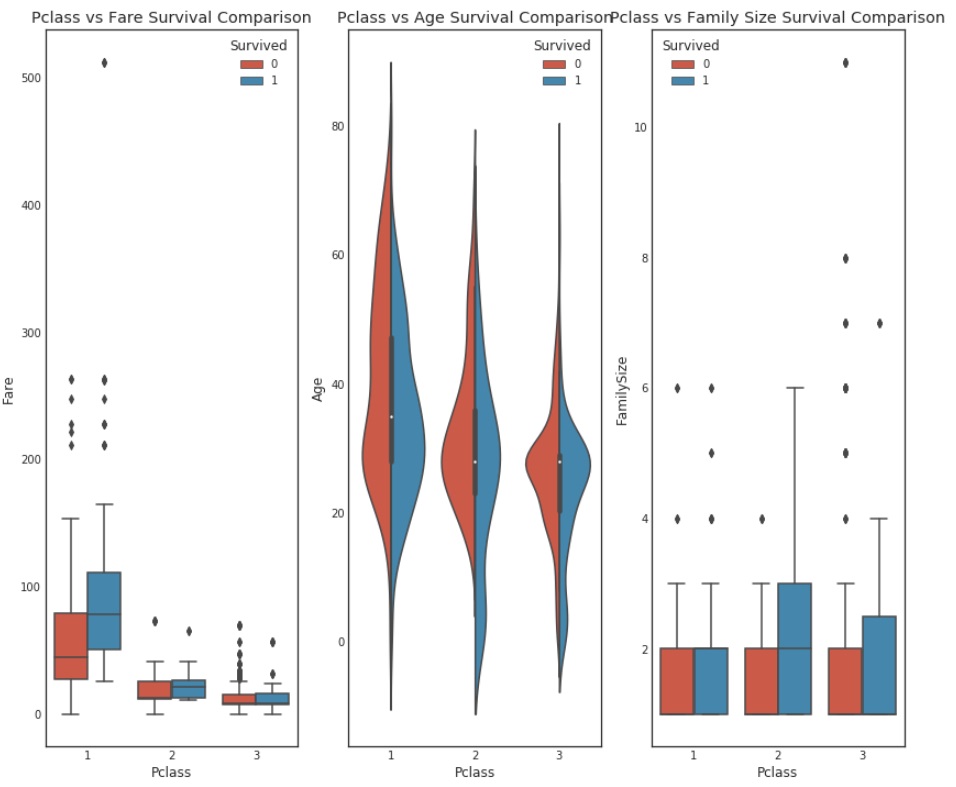 Pclass vs Fare Survival Comparison
Survived
0
1
500
400
300
200
100
0
Fare
1 2 3
Pclass
Pclass vs Age Survival Comparison
Survived
0
1
80
60
40
20
0
Age
1 2 3
Pclass
Pclass vs Family Size Survival Comparison
Survived
0
1
10
8
6
4
2
FamilySize
1 2 3
Pclass